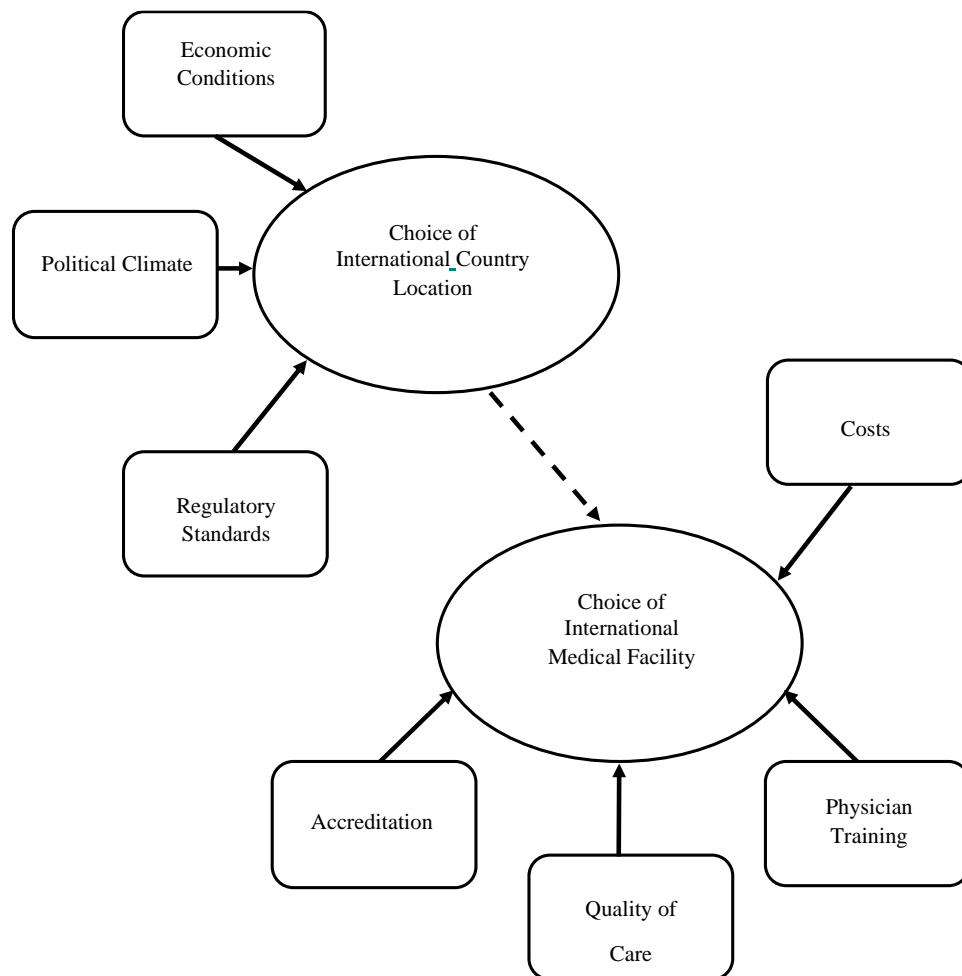 Economic
Conditions
Choice of
International Country
Location
Political Climate
Costs
Regulatory
Standards
Choice of
International
Medical Facility
Accreditation
Physician
Training
Quality of
Care